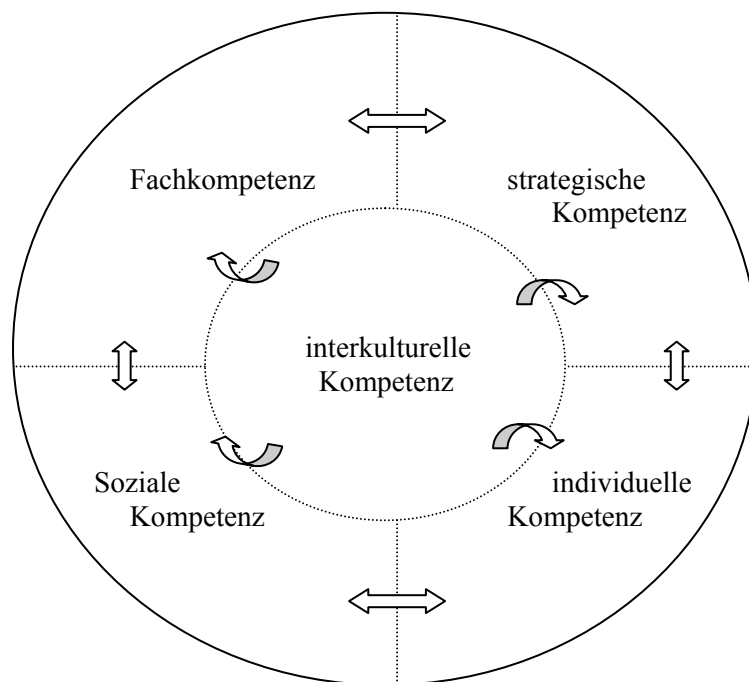 Fachkompetenz
strategische
Kompetenz
interkulturelle
Kompetenz
Soziale
Kompetenz
individuelle
Kompetenz